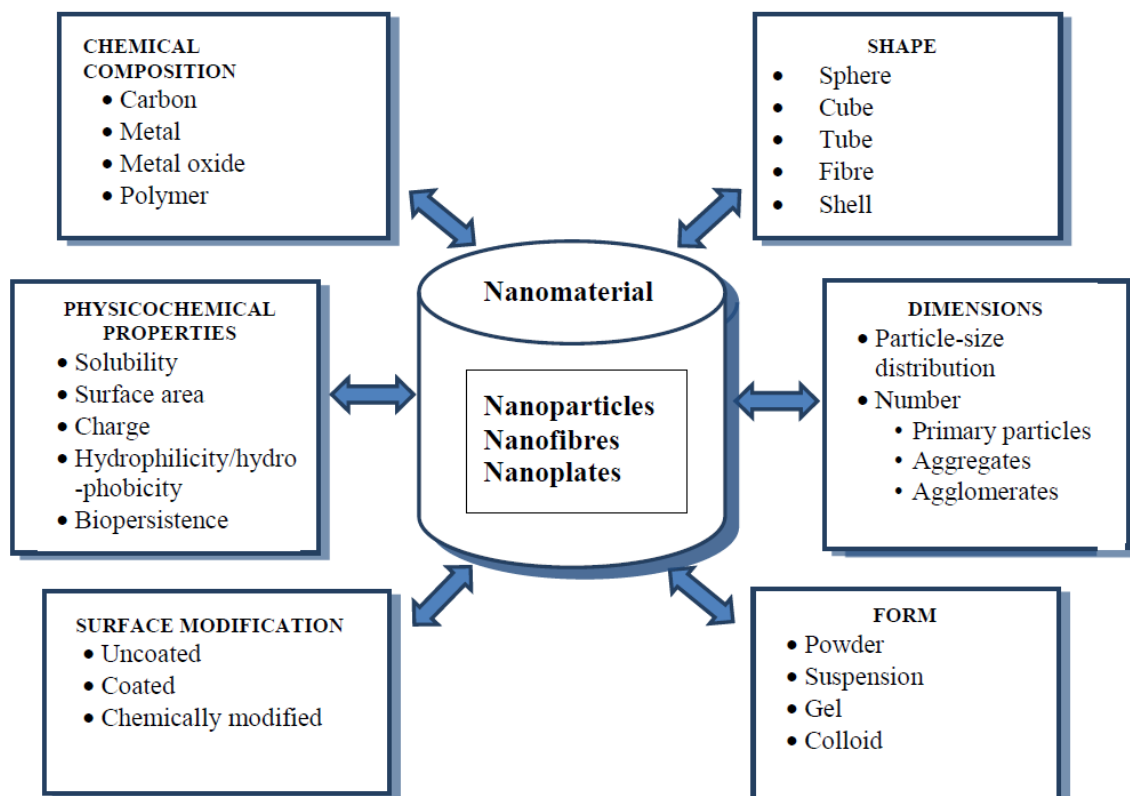 CHEMICAL
COMPOSITION
• Carbon
• Metal
• Metal oxide
• Polymer
SHAPE
• Sphere
• Cube
• Tube
• Fibre
• Shell
Nanomaterial
Nanoparticles
Nanofibres
Nanoplates
PHYSICOCHEMICAL
PROPERTIES
• Solubility
• Surface area
• Charge
• Hydrophilicity/hydro
-phobicity
• Biopersistence
DIMENSIONS
• Particle-size
distribution
• Number
• Primary particles
• Aggregates
• Agglomerates
SURFACE MODIFICATION
• Uncoated
• Coated
• Chemically modified
FORM
• Powder
• Suspension
• Gel
• Colloid